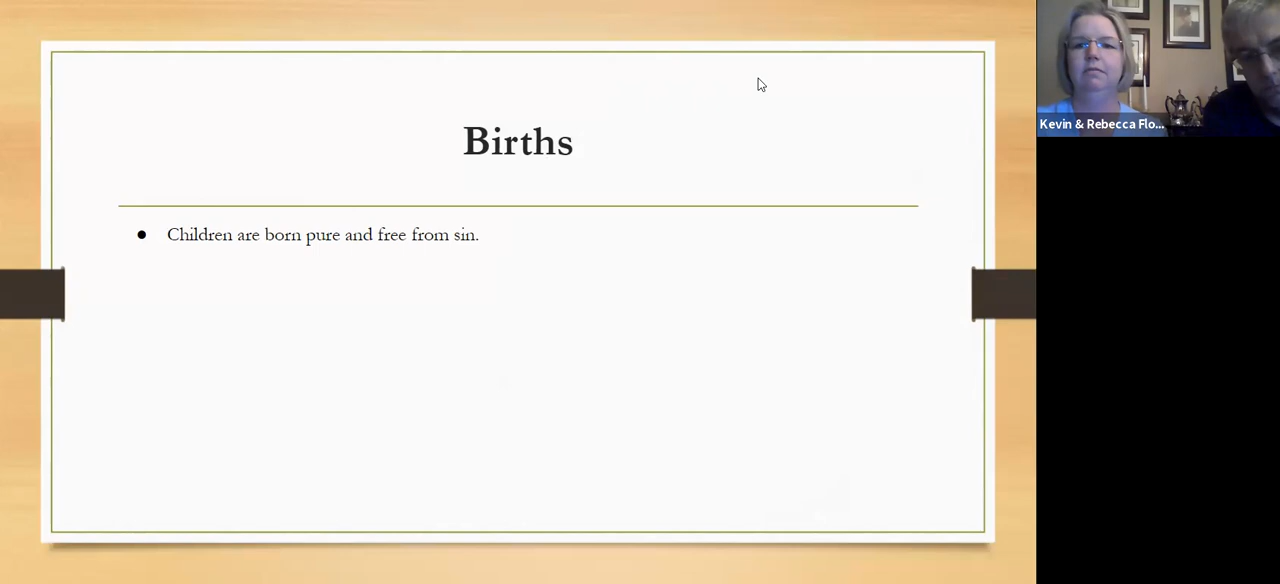 Births
● Children are born pure and free from sin.
Kevin & Rebecca Flo...